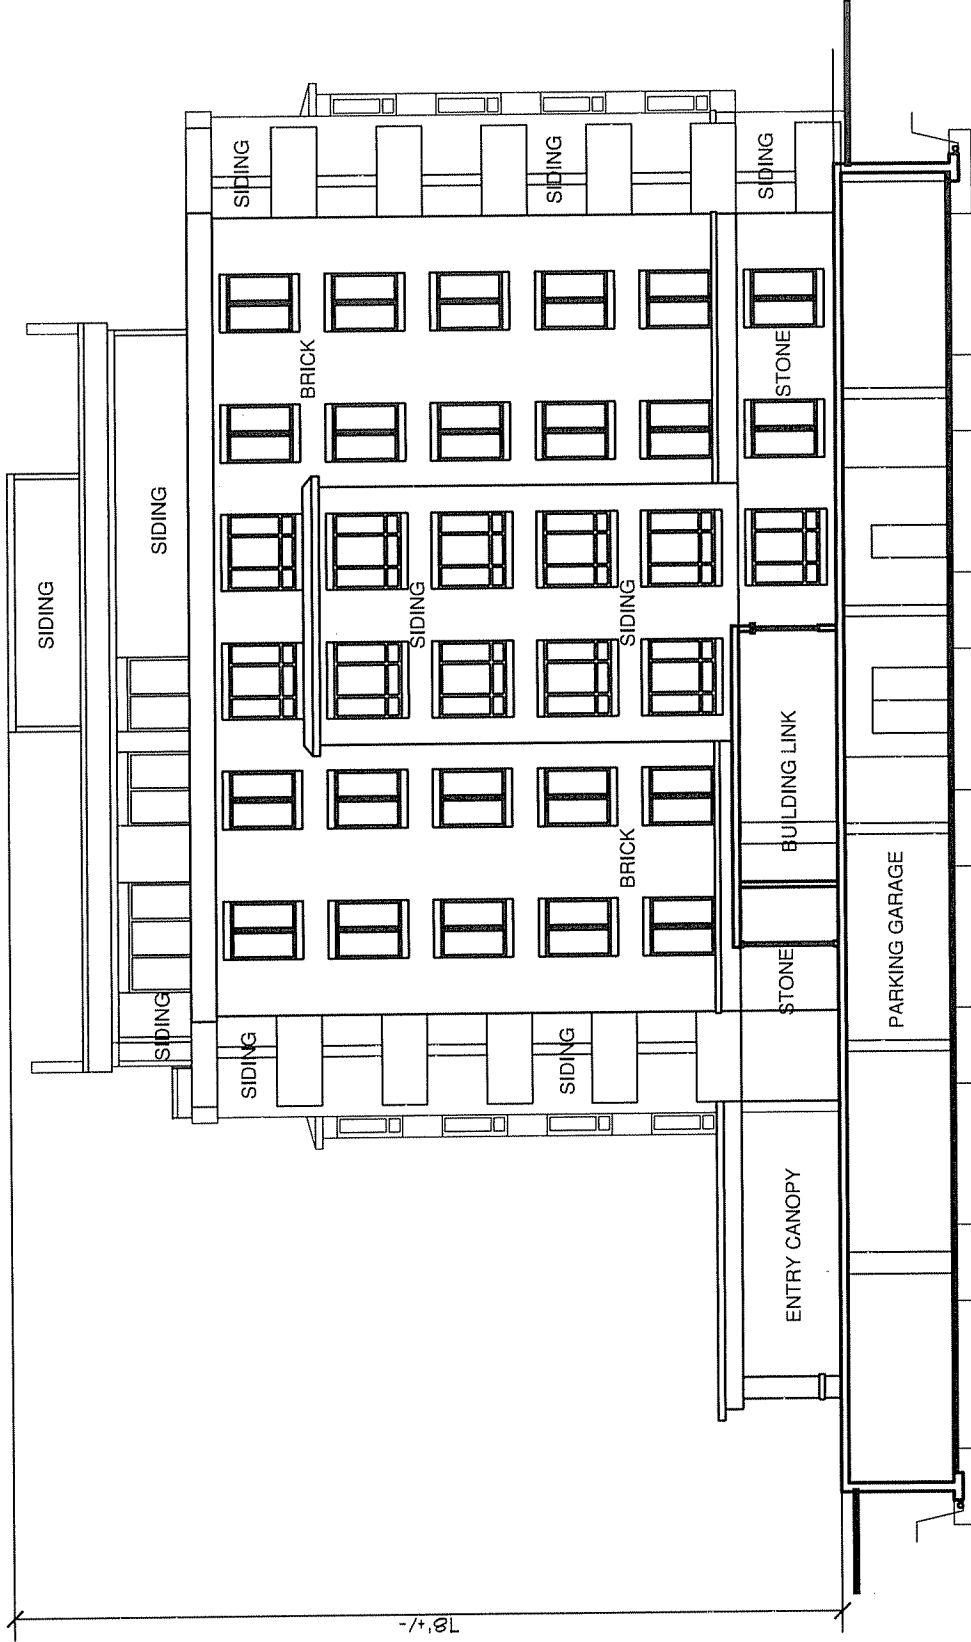 SIDING
SIDING
SIDING
SIDING
SIDING
BRICK
SIDING
78'+/-
SIDING
SIDING
BRICK
SIDING
ENTRY CANOPY
STONE
BUILDING LINK
STONE
SIDING
PARKING GARAGE